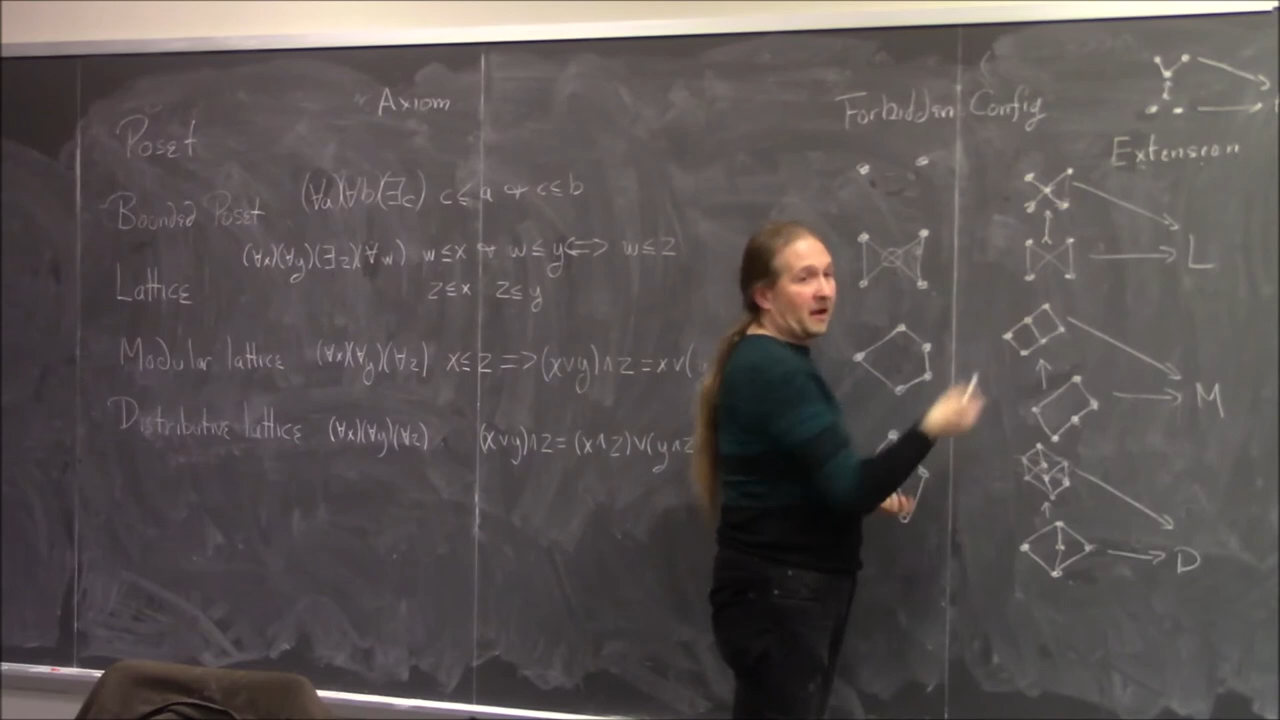 Axiom
Forbidden Config
Poset
Extension
(∀a)(∀b)(∃c) c≤a & c≤b
Bounded Poset
(∀x)(∀y)(∃z)(∀w) w≤x & w≤y <=> w≤z
L
Lattice z≤x z≤y
Modular lattice (∀x)(∀y)(∀z) x≤z => (x∨y)∧z = x∨(
M
Distributive lattice (∀x)(∀y)(∀z) (x∨y)∧z = (x∧z)∨(y∧z
D